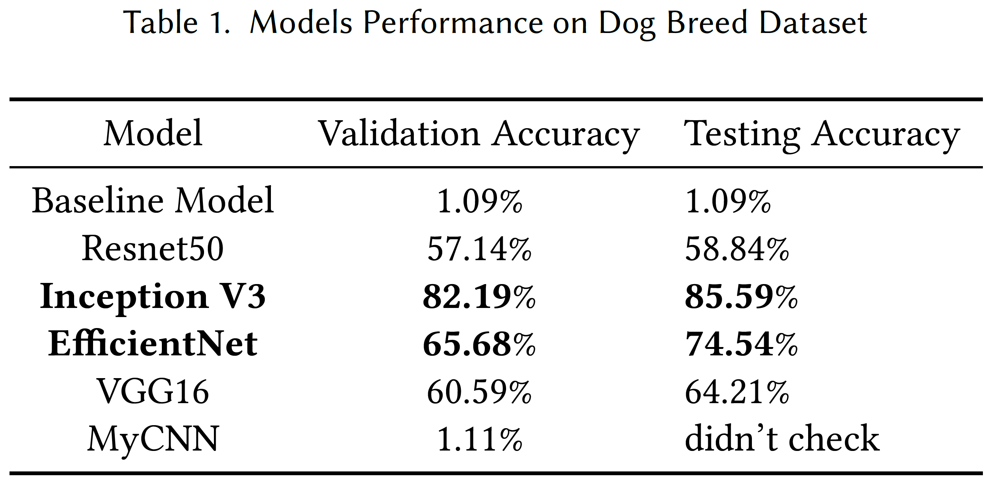 Table 1. Models Performance on Dog Breed Dataset
Model Validation Accuracy Testing Accuracy
Baseline Model 1.09% 1.09%
Resnet50 57.14% 58.84%
Inception V3 82.19% 85.59%
EfficientNet 65.68% 74.54%
VGG16 60.59% 64.21%
MyCNN 1.11% didn’t check